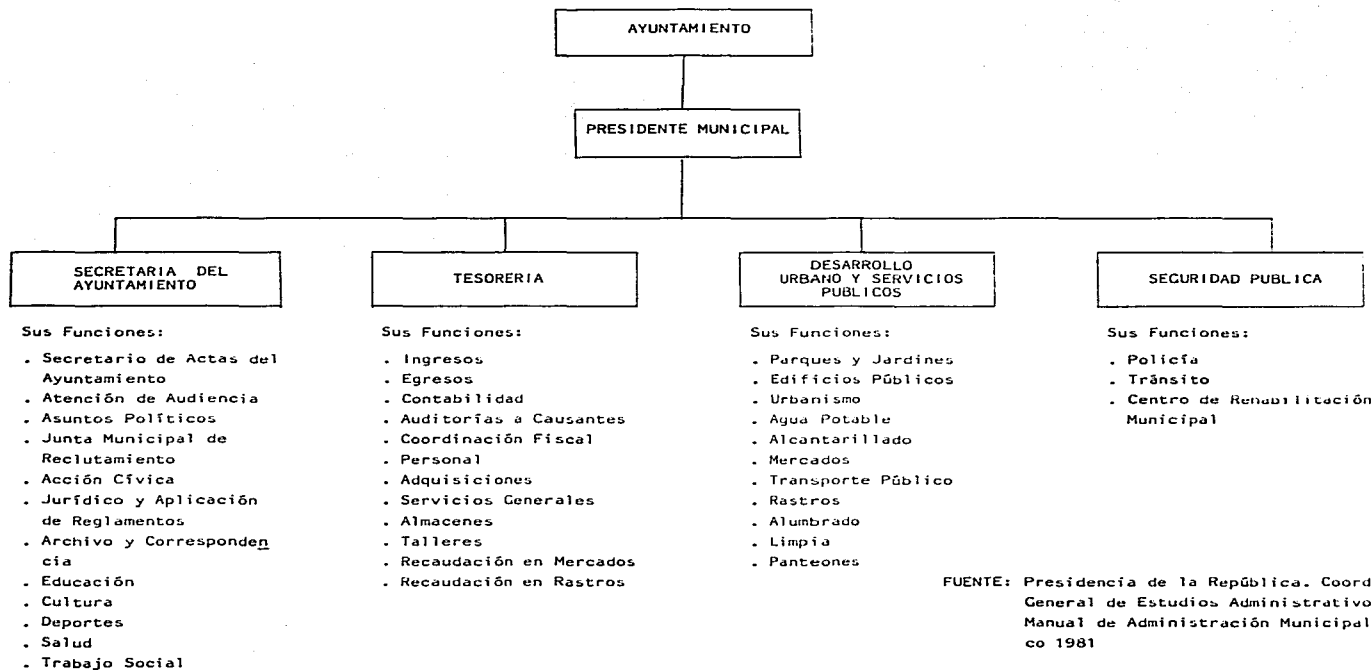 AYUNTAMIENTO
PRESIDENTE MUNICIPAL
SECRETARIA DEL
AYUNTAMIENTO
Sus Funciones:
. Secretario de Actas del
Ayuntamiento
. Atención de Audiencia
. Asuntos Políticos
. Junta Municipal de
Reclutamiento
. Acción Cívica
. Jurídico y Aplicación
de Reglamentos
. Archivo y Corresponden
cia
. Educación
. Cultura
. Deportes
. Salud
. Trabajo Social
TESORERIA
Sus Funciones:
. Ingresos
. Egresos
. Contabilidad
. Auditorías a Causantes
. Coordinación Fiscal
. Personal
. Adquisiciones
. Servicios Generales
. Almacenes
. Talleres
. Recaudación en Mercados
. Recaudación en Rastros
DESARROLLO
URBANO Y SERVICIOS
PUBLICOS
Sus Funciones:
. Parques y Jardines
. Edificios Públicos
. Urbanismo
. Agua Potable
. Alcantarillado
. Mercados
. Transporte Público
. Rastros
. Alumbrado
. Limpia
. Panteones
SEGURIDAD PUBLICA
Sus Funciones:
. Policía
. Tránsito
. Centro de Rehabilitación
Municipal
FUENTE: Presidencia de la República. Coord
General de Estudios Administrativo
Manual de Administración Municipal
co 1981